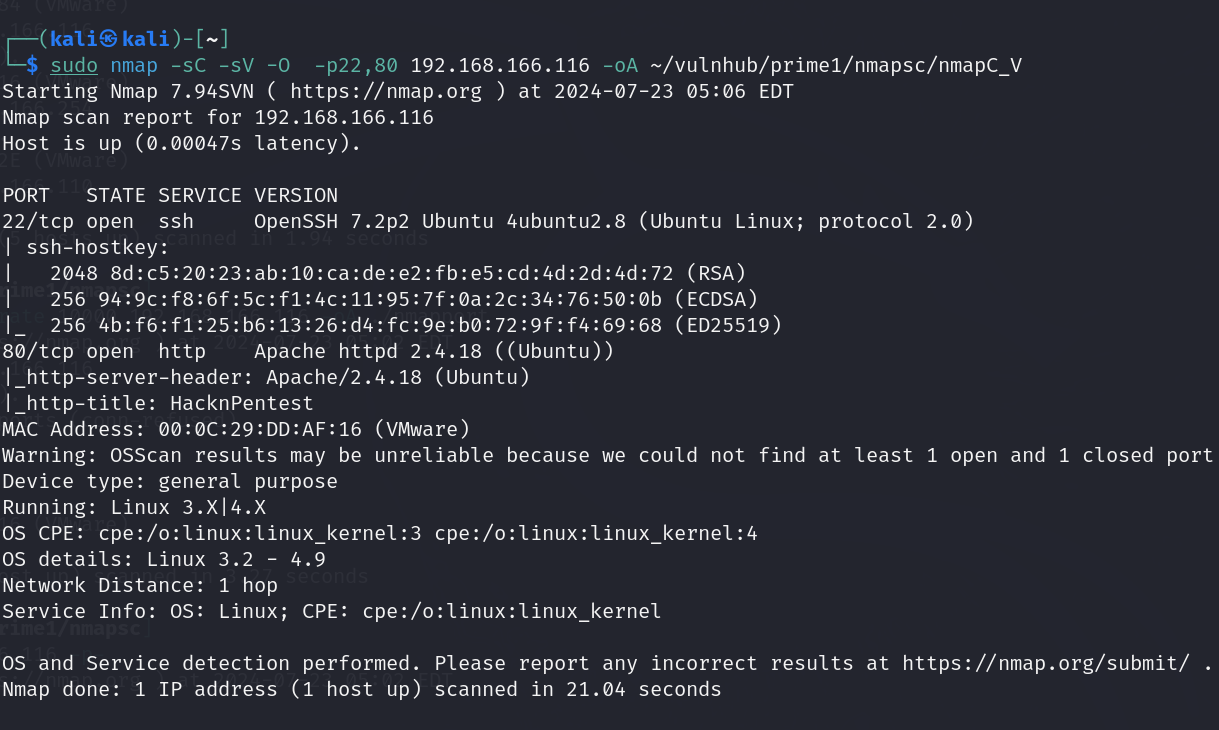 ┌──(kali㉿kali)-[~]
└─$ sudo nmap -sC -sV -O  -p22,80 192.168.166.116 -oA ~/vulnhub/prime1/nmapsc/nmapC_V
Starting Nmap 7.94SVN ( https://nmap.org ) at 2024-07-23 05:06 EDT
Nmap scan report for 192.168.166.116
Host is up (0.00047s latency).

PORT   STATE SERVICE VERSION
22/tcp open  ssh     OpenSSH 7.2p2 Ubuntu 4ubuntu2.8 (Ubuntu Linux; protocol 2.0)
| ssh-hostkey:
|   2048 8d:c5:20:23:ab:10:ca:de:e2:fb:e5:cd:4d:2d:4d:72 (RSA)
|   256 94:9c:f8:6f:5c:f1:4c:11:95:7f:0a:2c:34:76:50:0b (ECDSA)
|_  256 4b:f6:f1:25:b6:13:26:d4:fc:9e:b0:72:9f:f4:69:68 (ED25519)
80/tcp open  http    Apache httpd 2.4.18 ((Ubuntu))
|_http-server-header: Apache/2.4.18 (Ubuntu)
|_http-title: HacknPentest
MAC Address: 00:0C:29:DD:AF:16 (VMware)
Warning: OSScan results may be unreliable because we could not find at least 1 open and 1 closed port
Device type: general purpose
Running: Linux 3.X|4.X
OS CPE: cpe:/o:linux:linux_kernel:3 cpe:/o:linux:linux_kernel:4
OS details: Linux 3.2 - 4.9
Network Distance: 1 hop
Service Info: OS: Linux; CPE: cpe:/o:linux:linux_kernel

OS and Service detection performed. Please report any incorrect results at https://nmap.org/submit/ .
Nmap done: 1 IP address (1 host up) scanned in 21.04 seconds